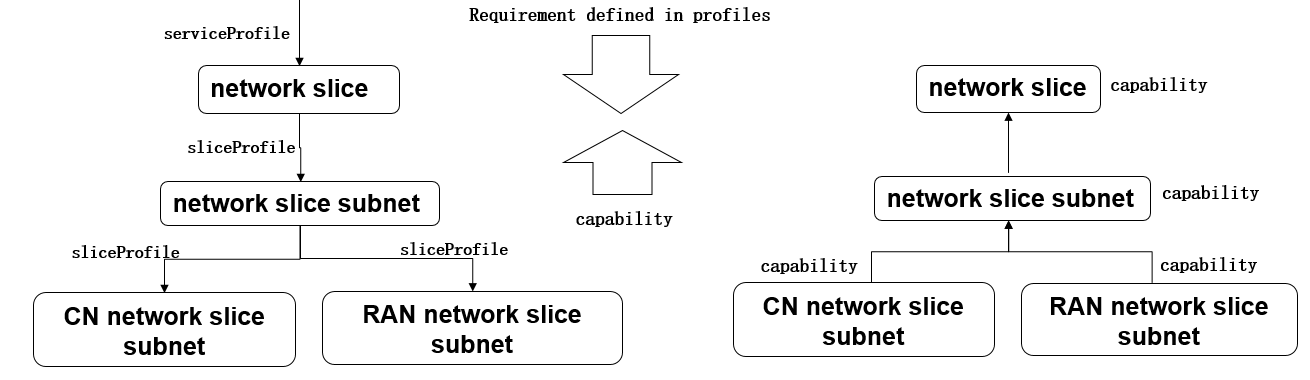 serviceProfile
network slice
sliceProfile
network slice subnet
sliceProfile
sliceProfile
CN network slice
subnet
RAN network slice
subnet
Requirement defined in profiles
capability
network slice
capability
network slice subnet
capability
capability
capability
CN network slice
subnet
RAN network slice
subnet